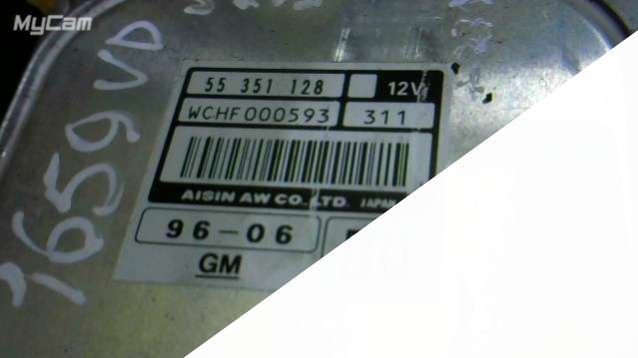 MyCam
1659VD
55 351 128 12V
WCHF000593 311
AISIN AW CO.,LTD. JAPAN
96-06
GM